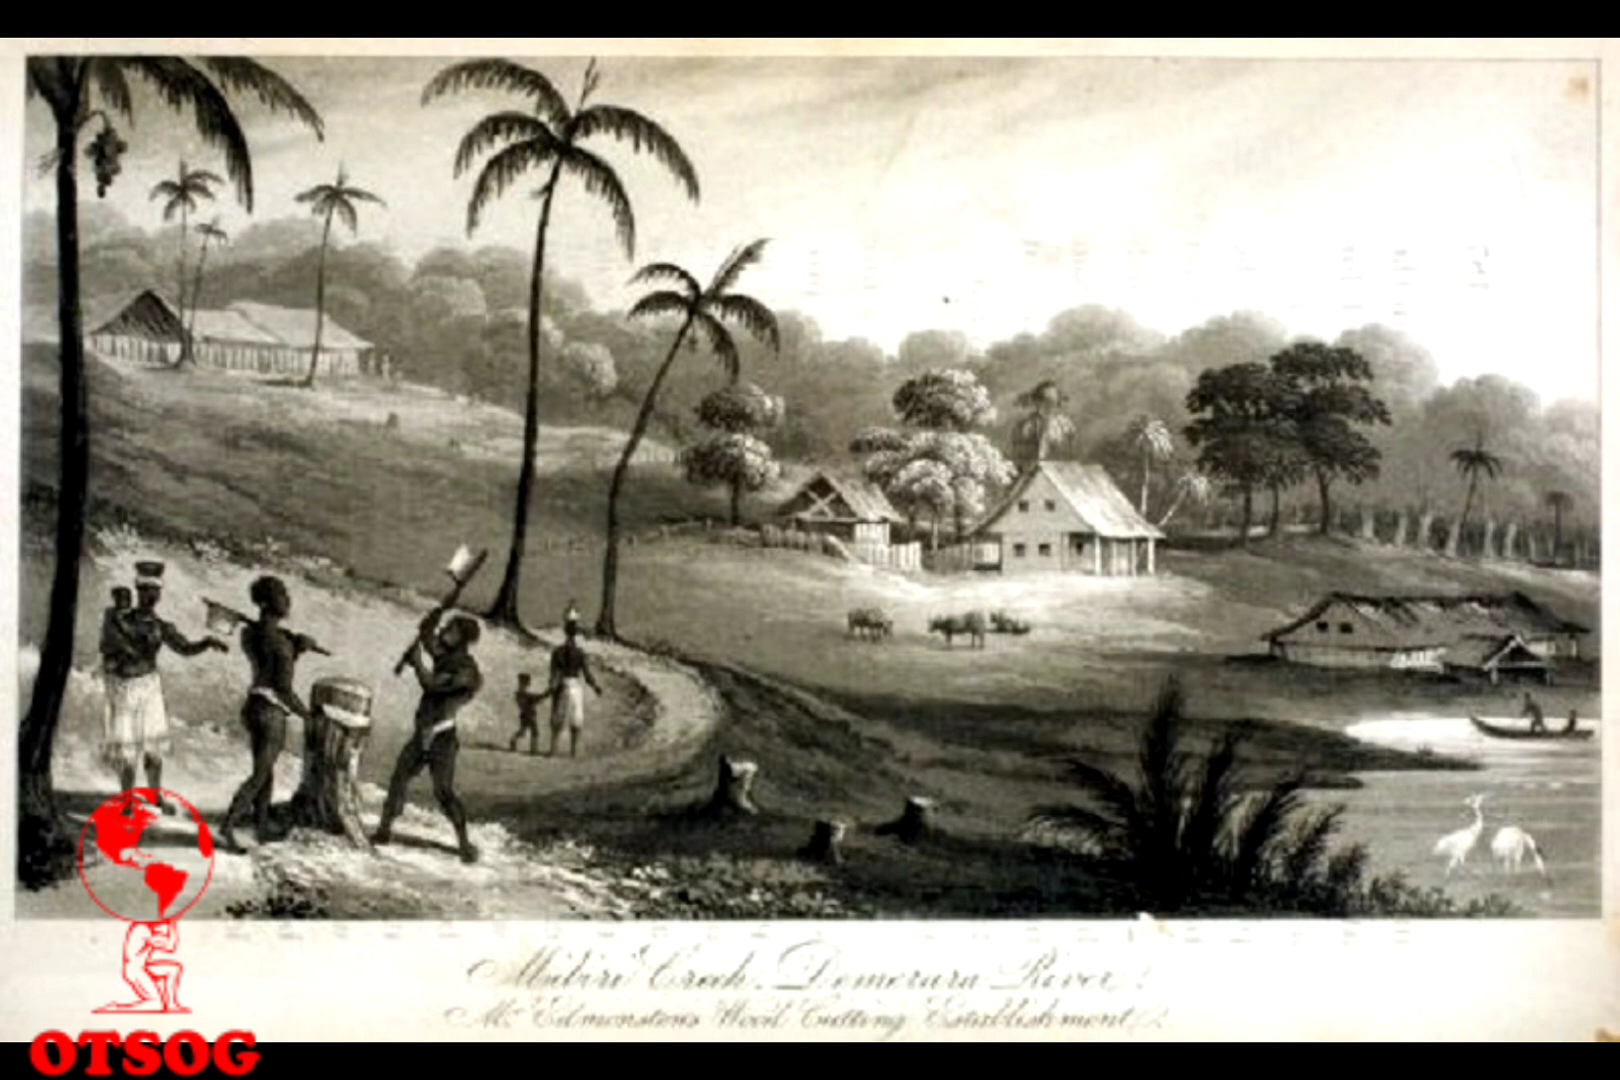 Mibiri Creek, Demerara River.
Mr. Edmonstone's Wood Cutting Establishment.
OTSOG